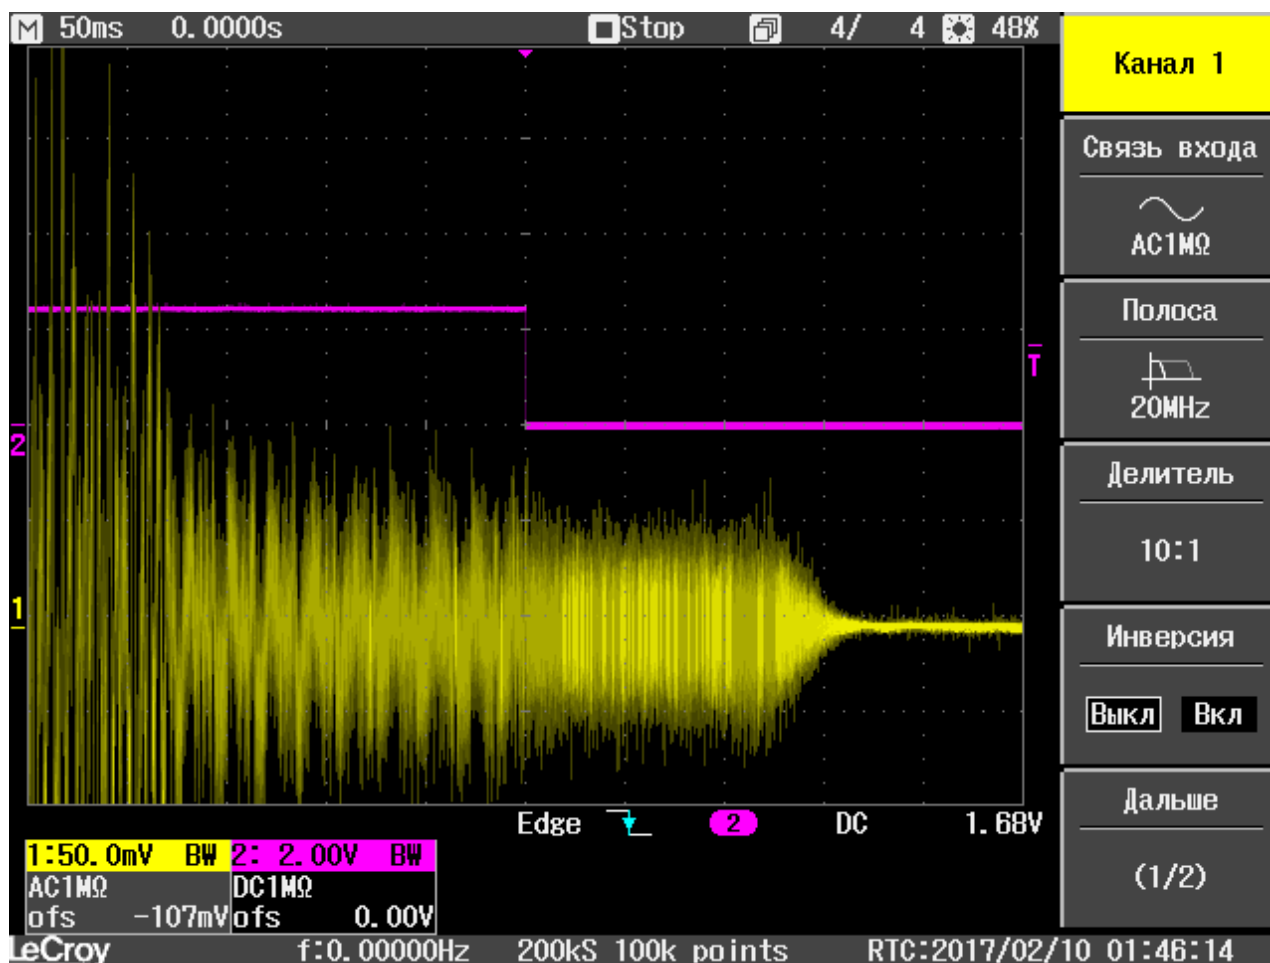 M 50ms 0.0000s Stop 4/ 4 48%
Канал 1
Связь входа
AC1MΩ
Полоса
20MHz
Делитель
10:1
Инверсия
Выкл Вкл
Дальше
(1/2)
T
2
1
Edge 2 DC 1.68V
1:50.0mV BW 2: 2.00V BW
AC1MΩ DC1MΩ
ofs -107mV ofs 0.00V
LeCroy f:0.00000Hz 200kS 100k points RTC:2017/02/10 01:46:14